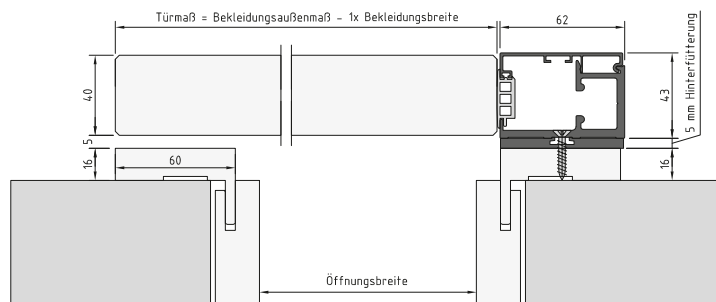 Türmaß = Bekleidungsaußenmaß - 1x Bekleidungsbreite
62
40
43
5 mm Hinterfütterung
5
16
60
16
Öffnungsbreite